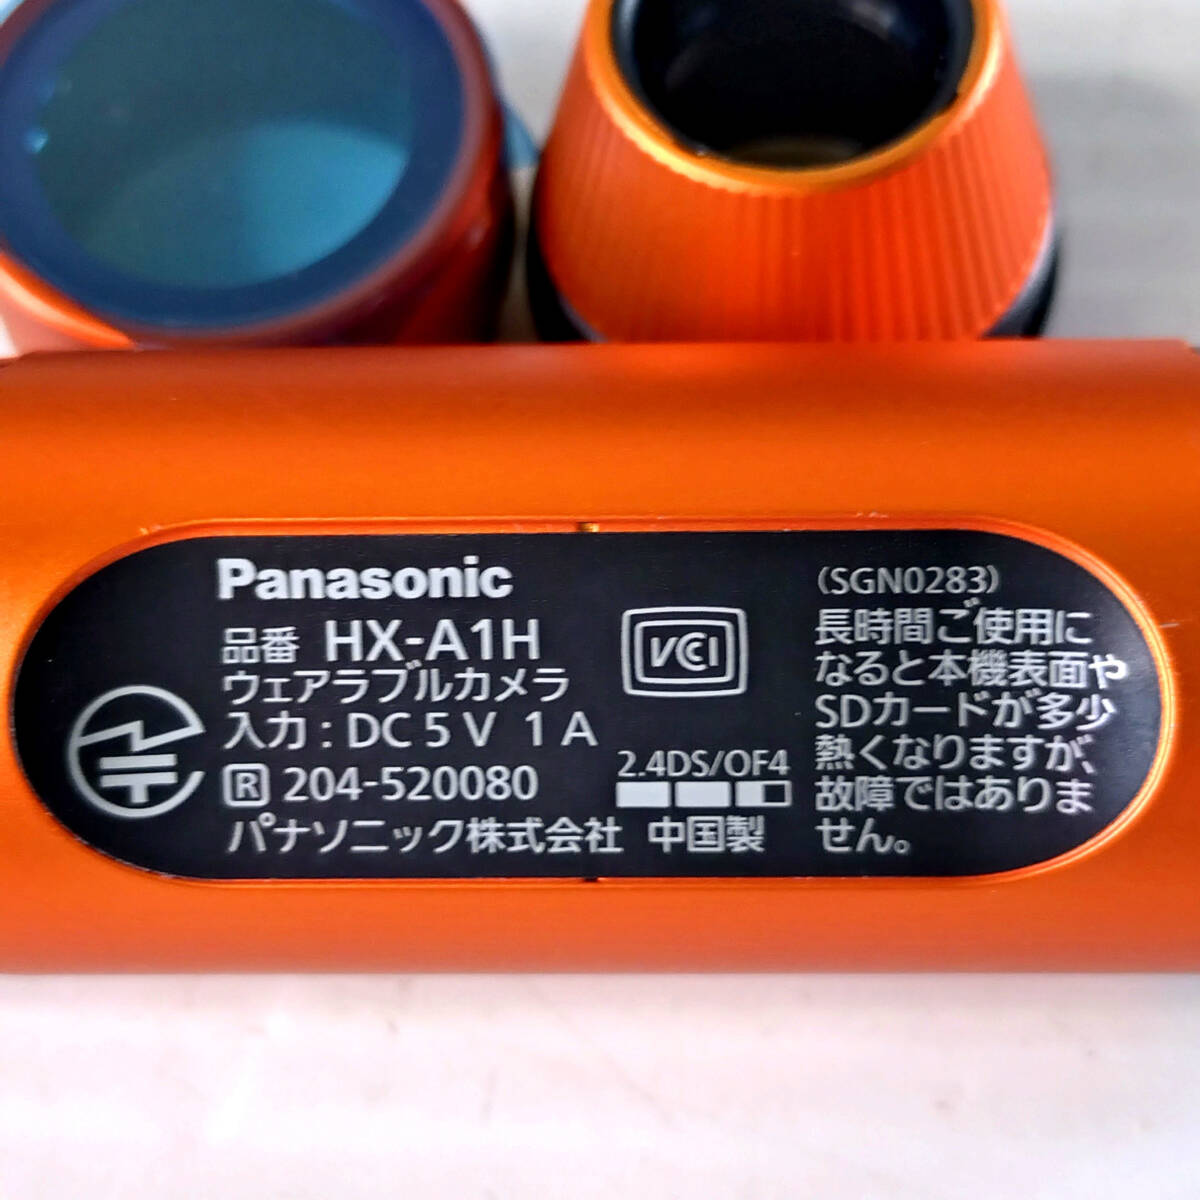 Panasonic
品番 HX-A1H
ウェアラブルカメラ
入力 : DC 5 V 1 A
R 204-520080
パナソニック株式会社 中国製
VCI
2.4DS/OF4
(SGN0283)
長時間ご使用に
なると本機表面や
SDカードが多少
熱くなりますが、
故障ではありま
せん。